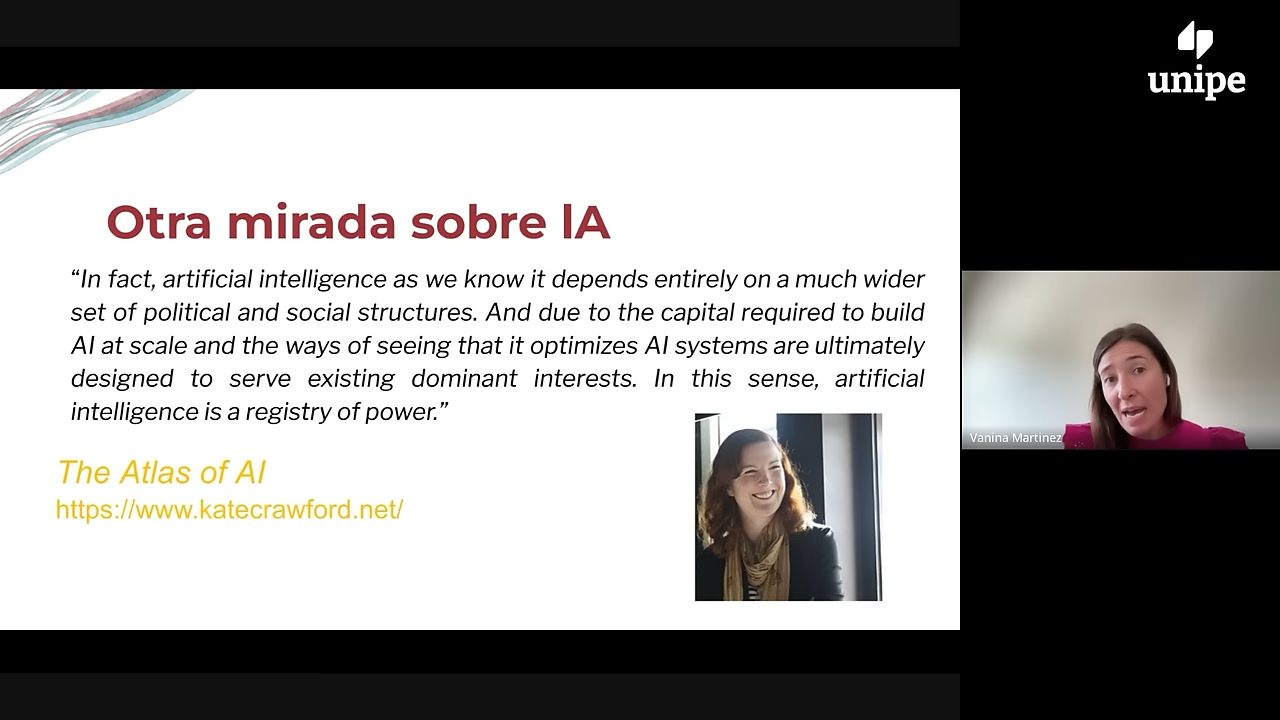 unipe
Otra mirada sobre IA
“In fact, artificial intelligence as we know it depends entirely on a much wider
set of political and social structures. And due to the capital required to build
AI at scale and the ways of seeing that it optimizes AI systems are ultimately
designed to serve existing dominant interests. In this sense, artificial
intelligence is a registry of power.”
The Atlas of AI
https://www.katecrawford.net/
Vanina Martinez